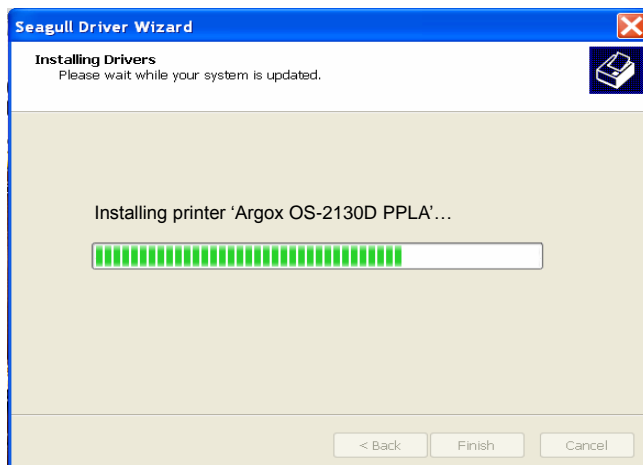 Seagull Driver Wizard
Installing Drivers
Please wait while your system is updated.
Installing printer ‘Argox OS-2130D PPLA’…
< Back Finish Cancel